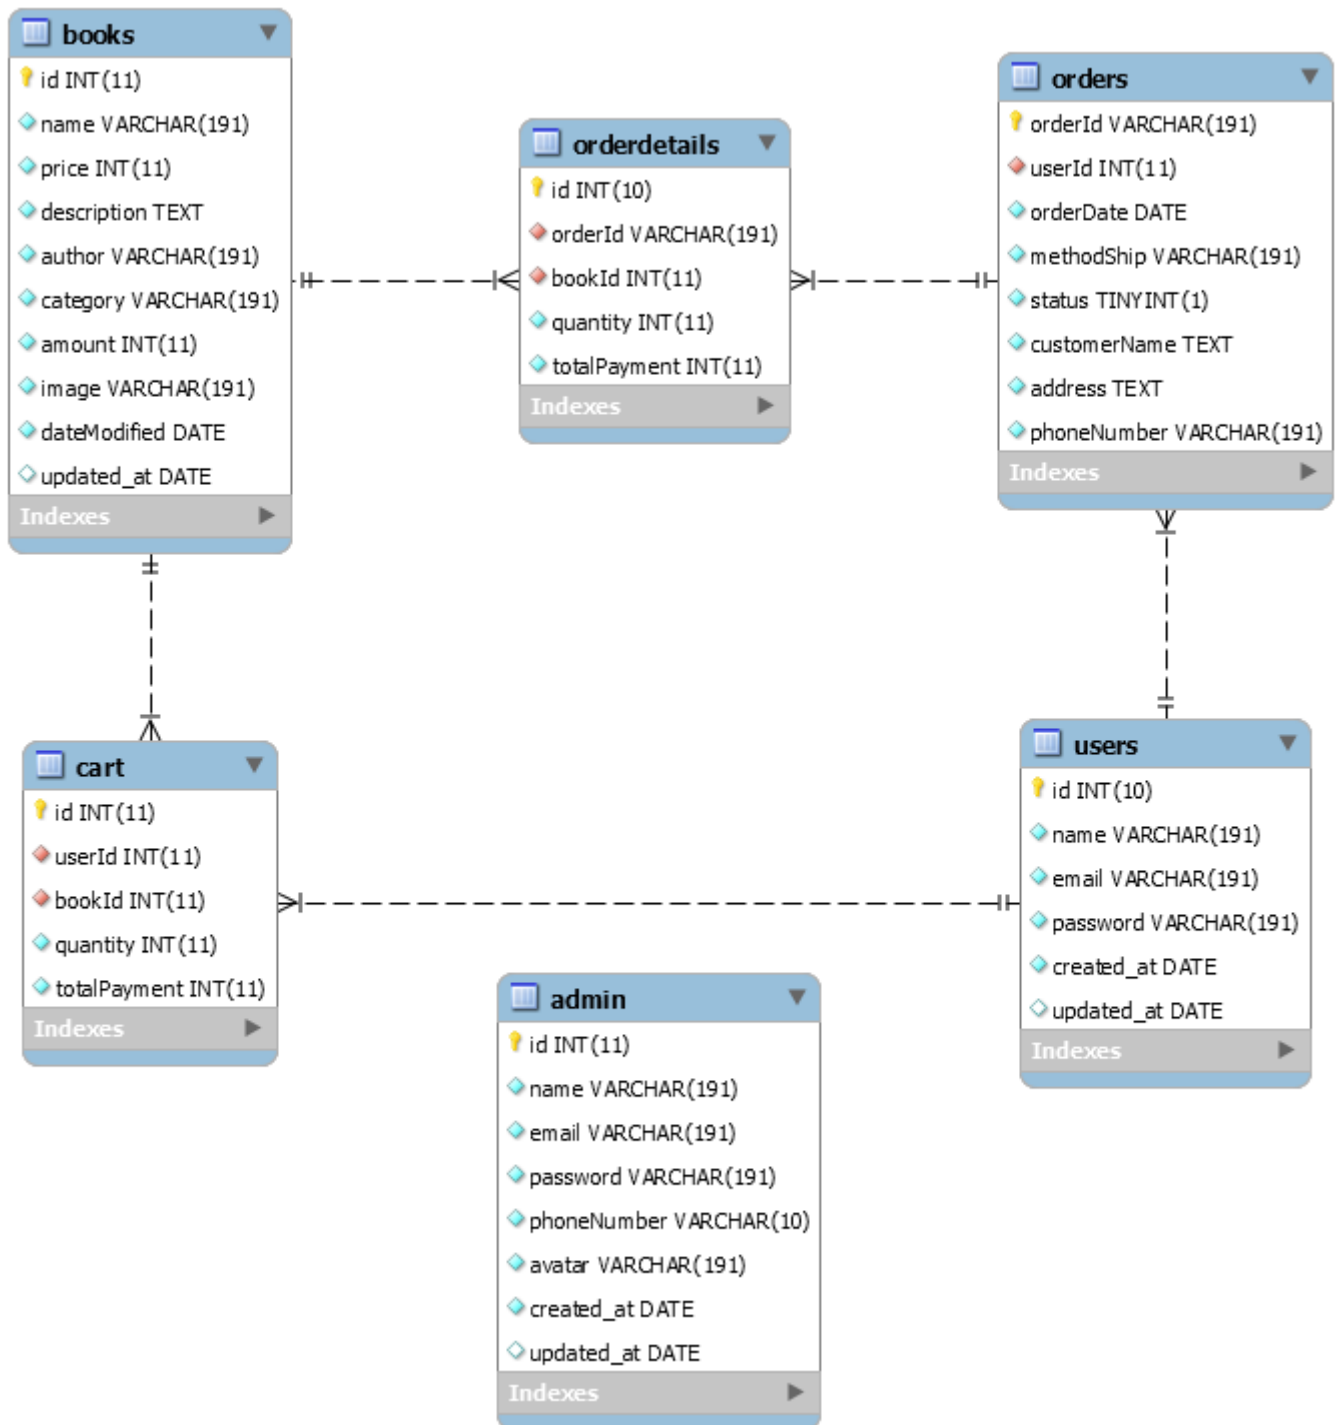 books
id INT(11)
name VARCHAR(191)
price INT(11)
description TEXT
author VARCHAR(191)
category VARCHAR(191)
amount INT(11)
image VARCHAR(191)
dateModified DATE
updated_at DATE
Indexes
orderdetails
id INT(10)
orderId VARCHAR(191)
bookId INT(11)
quantity INT(11)
totalPayment INT(11)
Indexes
orders
orderId VARCHAR(191)
userId INT(11)
orderDate DATE
methodShip VARCHAR(191)
status TINYINT(1)
customerName TEXT
address TEXT
phoneNumber VARCHAR(191)
Indexes
cart
id INT(11)
userId INT(11)
bookId INT(11)
quantity INT(11)
totalPayment INT(11)
Indexes
users
id INT(10)
name VARCHAR(191)
email VARCHAR(191)
password VARCHAR(191)
created_at DATE
updated_at DATE
Indexes
admin
id INT(11)
name VARCHAR(191)
email VARCHAR(191)
password VARCHAR(191)
phoneNumber VARCHAR(10)
avatar VARCHAR(191)
created_at DATE
updated_at DATE
Indexes